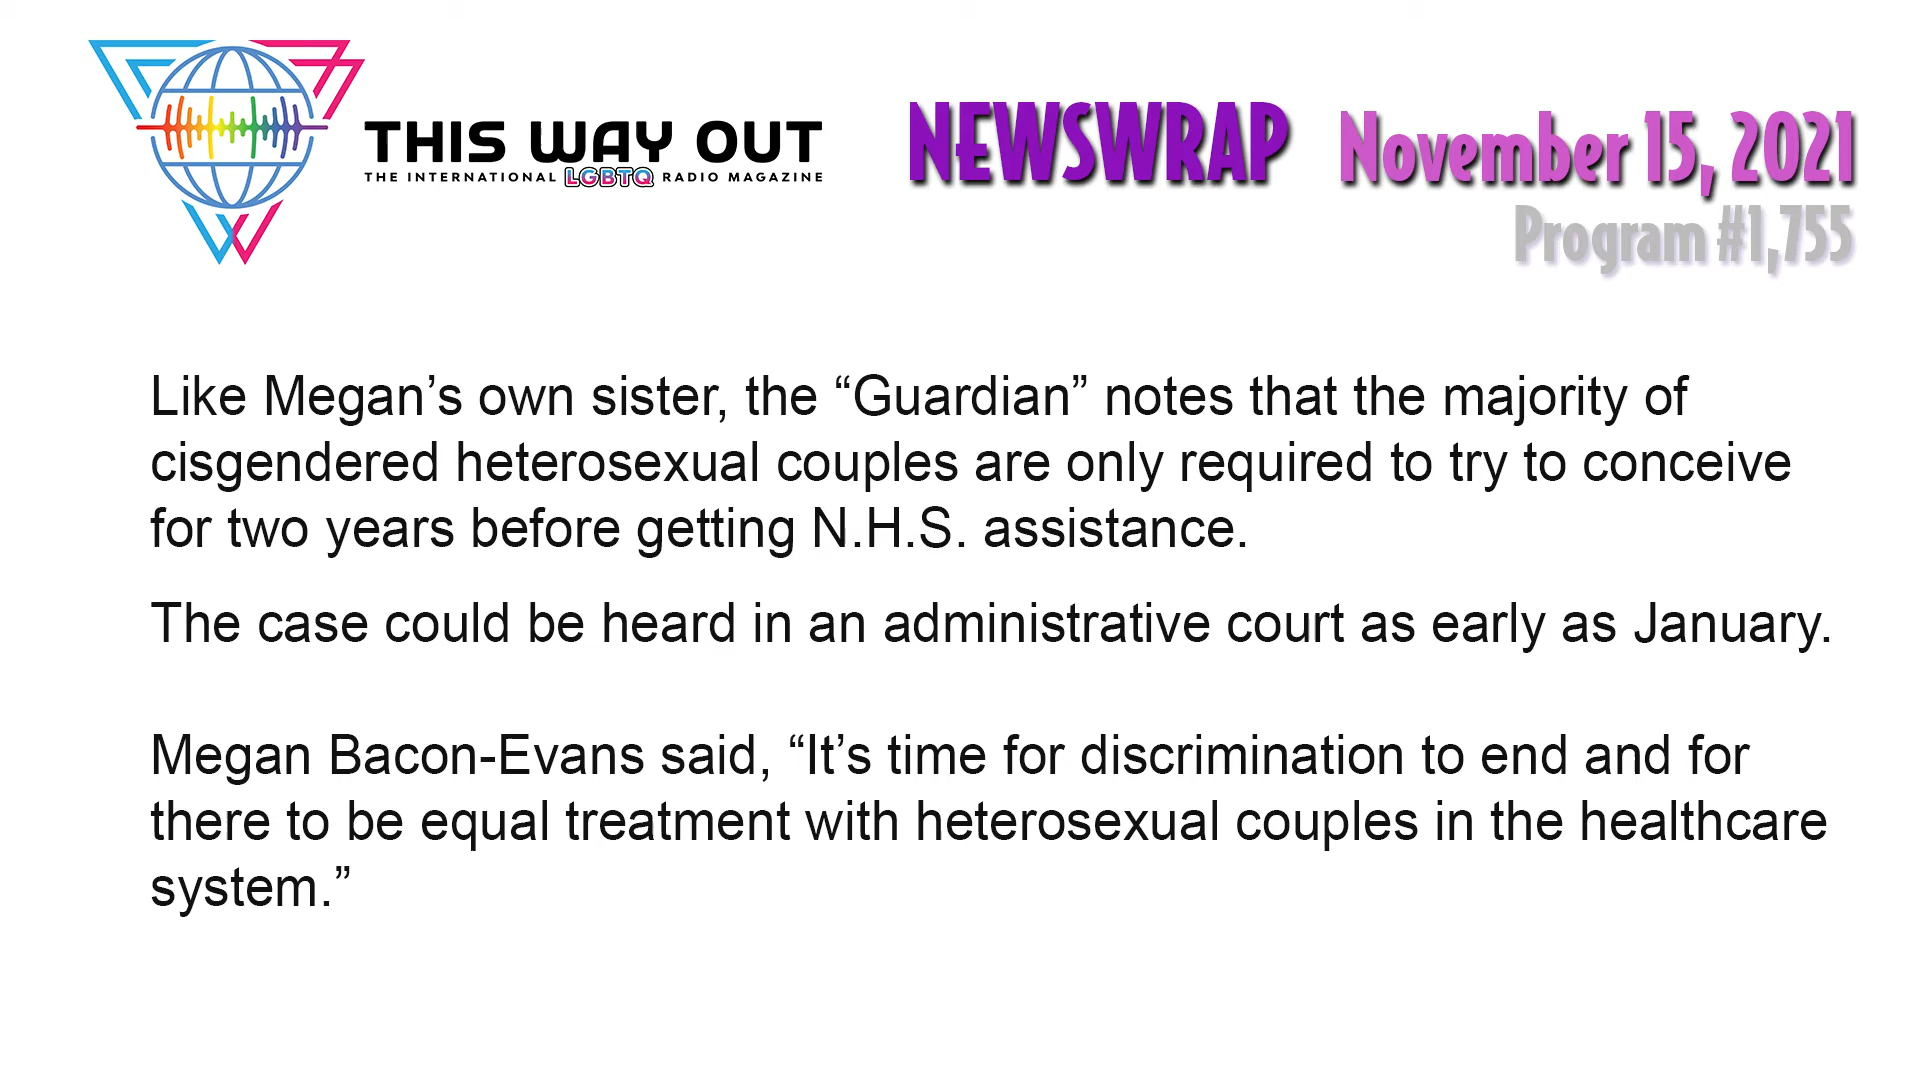 THIS WAY OUT
THE INTERNATIONAL LGBTQ RADIO MAGAZINE
NEWSWRAP
November 15, 2021
Program #1,755
Like Megan’s own sister, the “Guardian” notes that the majority of
cisgendered heterosexual couples are only required to try to conceive
for two years before getting N.H.S. assistance.
The case could be heard in an administrative court as early as January.
Megan Bacon-Evans said, “It’s time for discrimination to end and for
there to be equal treatment with heterosexual couples in the healthcare
system.”